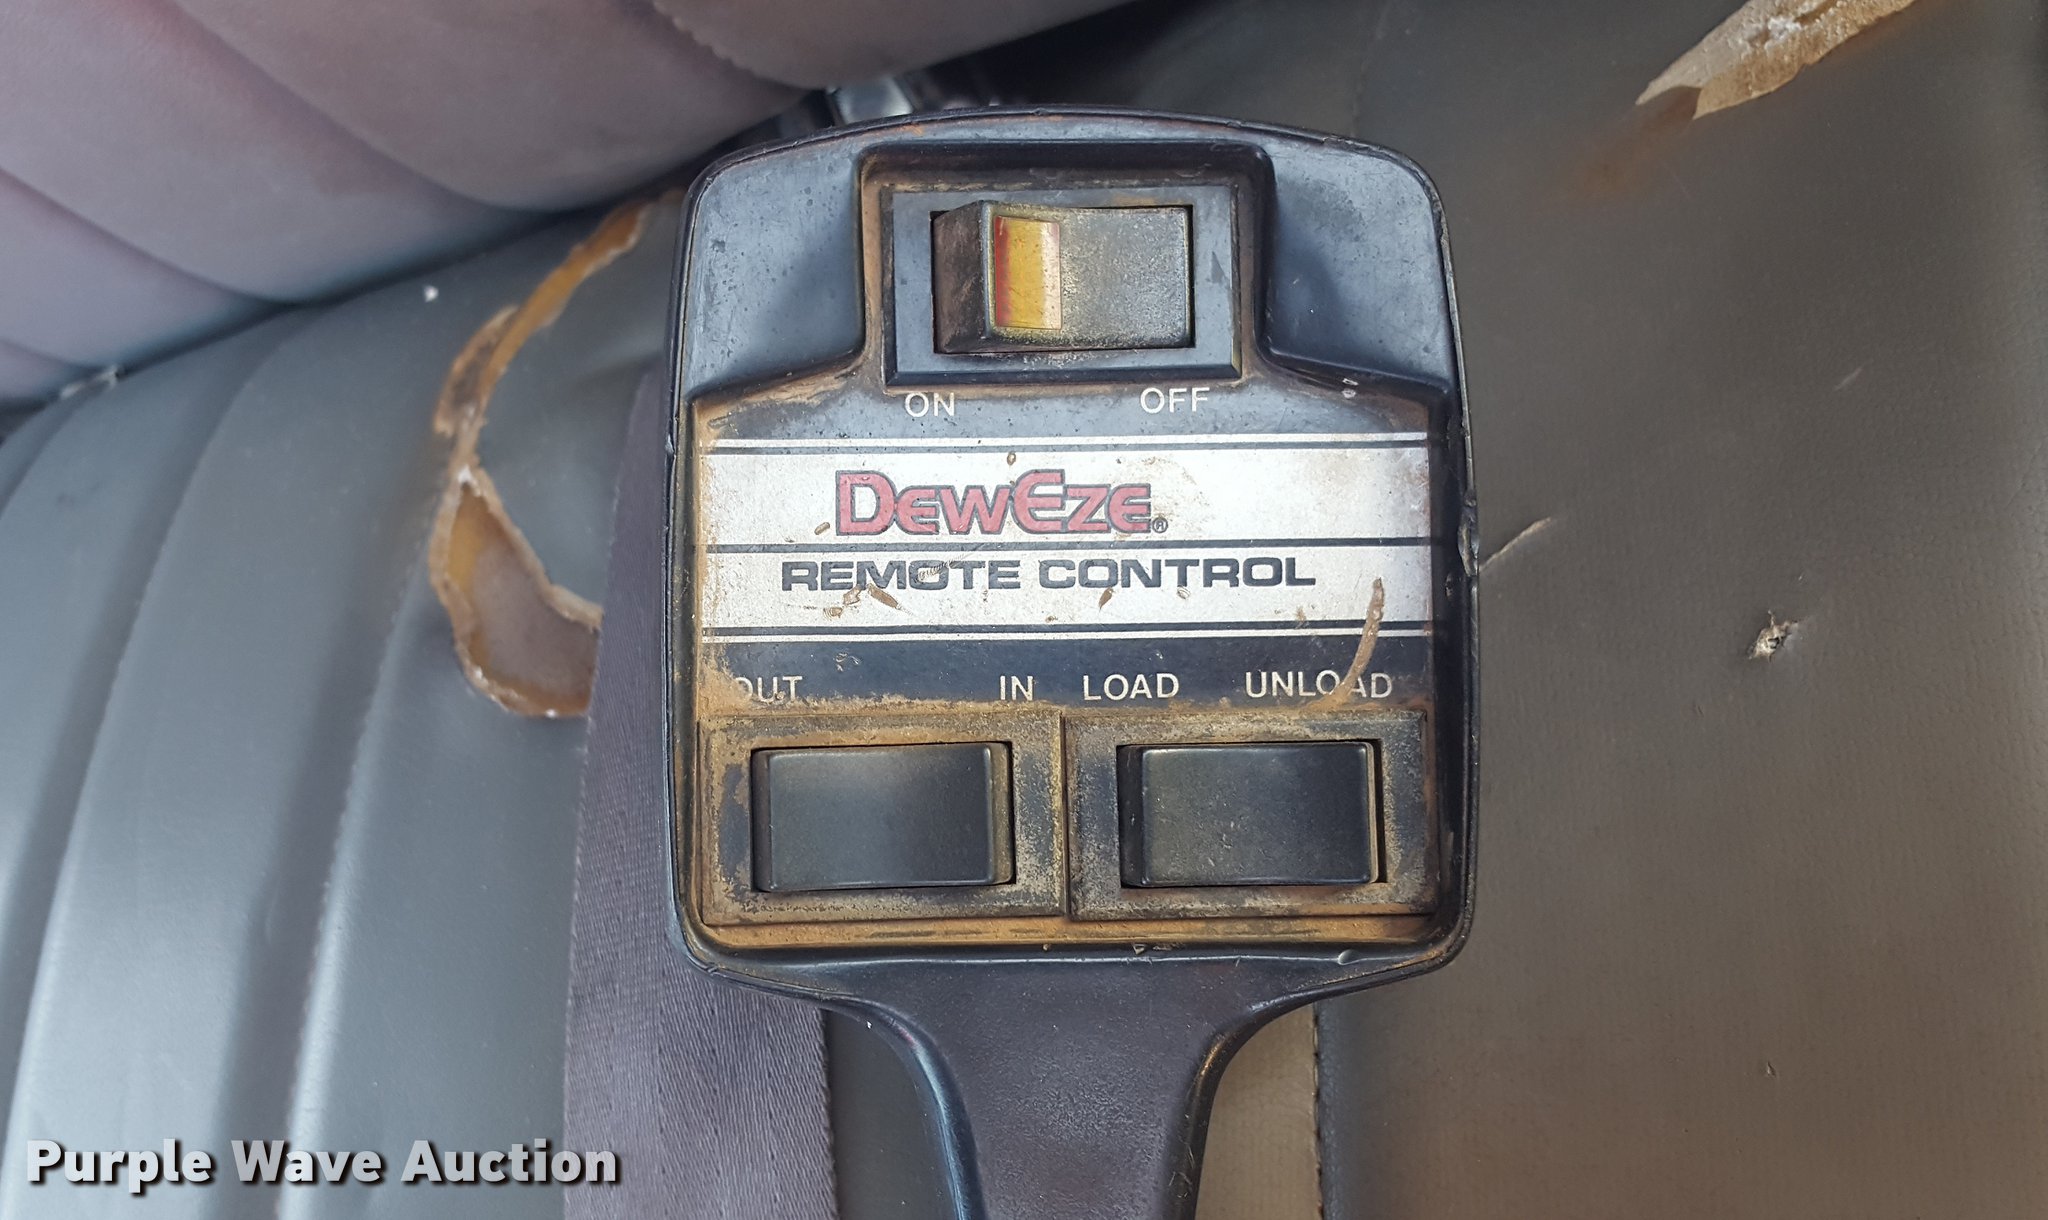 ON OFF
DEWEZE®
REMOTE CONTROL
OUT IN LOAD UNLOAD
Purple Wave Auction